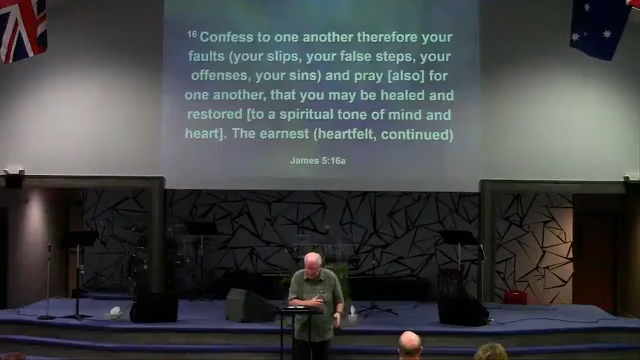 16 Confess to one another therefore your
faults (your slips, your false steps, your
offenses, your sins) and pray [also] for
one another, that you may be healed and
restored [to a spiritual tone of mind and
heart]. The earnest (heartfelt, continued)
James 5:16a